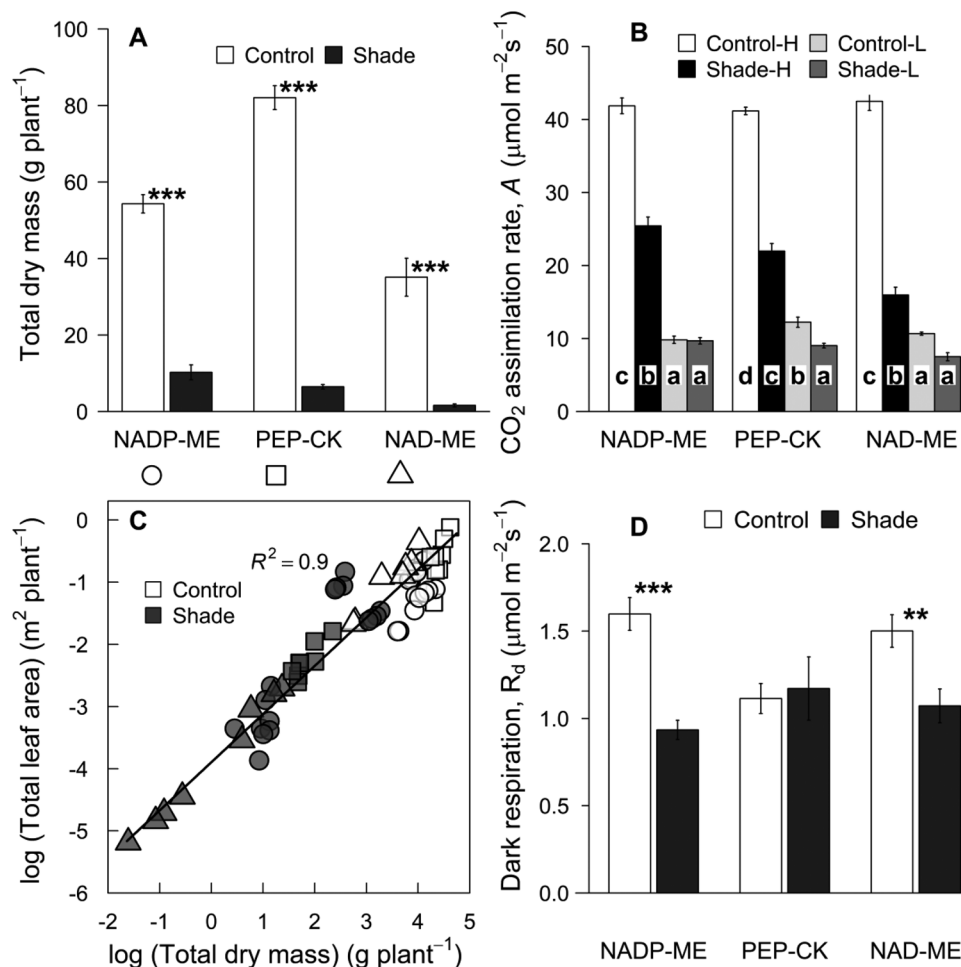 A
Control Shade
Total dry mass (g plant⁻¹)
100
80
60
40
20
0
***
***
***
NADP-ME PEP-CK NAD-ME
B
Control-H Control-L
Shade-H Shade-L
CO₂ assimilation rate, A (μmol m⁻²s⁻¹)
50
40
30
20
10
0
c b a a d c b a c b a a
NADP-ME PEP-CK NAD-ME
C
R² = 0.9
Control
Shade
log (Total leaf area) (m² plant⁻¹)
0
-1
-2
-3
-4
-5
-6
-2 -1 0 1 2 3 4 5
log (Total dry mass) (g plant⁻¹)
D
Control Shade
Dark respiration, R_d (μmol m⁻²s⁻¹)
2.0
1.5
1.0
0.5
0.0
***
**
NADP-ME PEP-CK NAD-ME